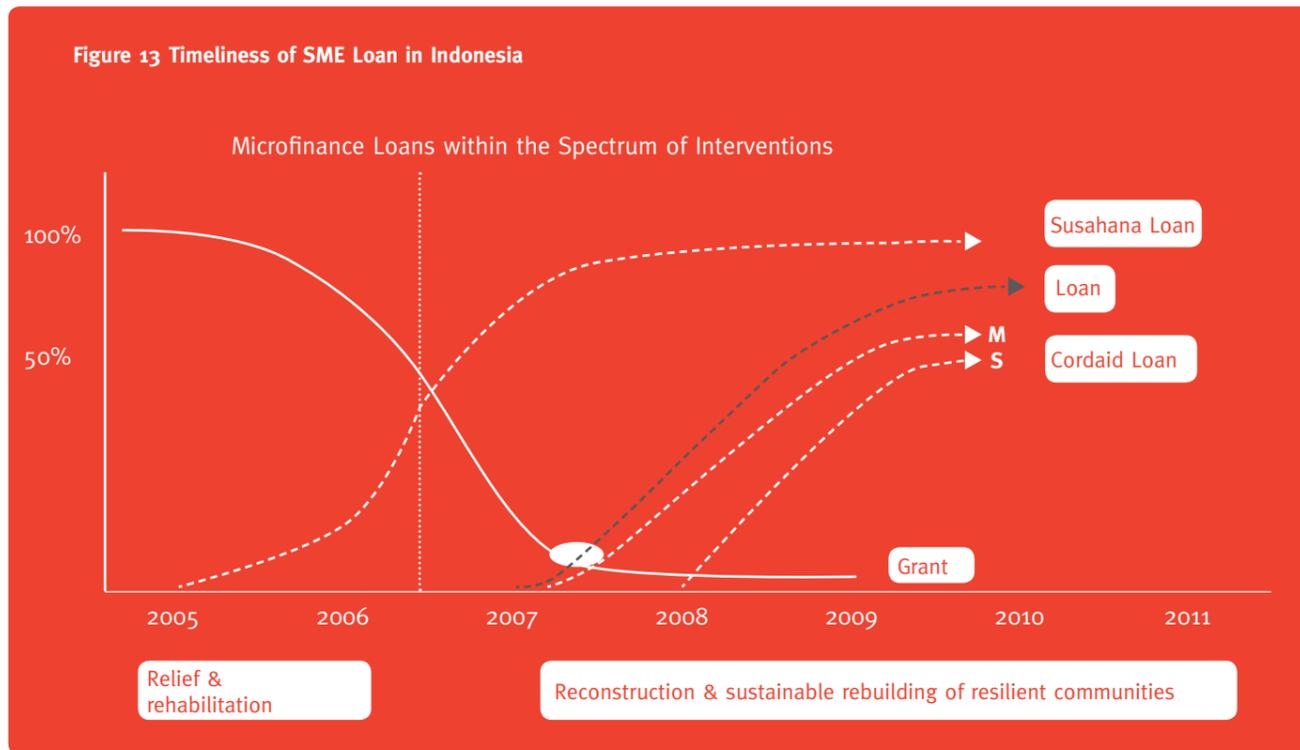 Figure 13 Timeliness of SME Loan in Indonesia
Microfinance Loans within the Spectrum of Interventions
100%
50%
Susahana Loan
Loan
M
S
Cordaid Loan
Grant
2005 2006 2007 2008 2009 2010 2011
Relief &
rehabilitation
Reconstruction & sustainable rebuilding of resilient communities